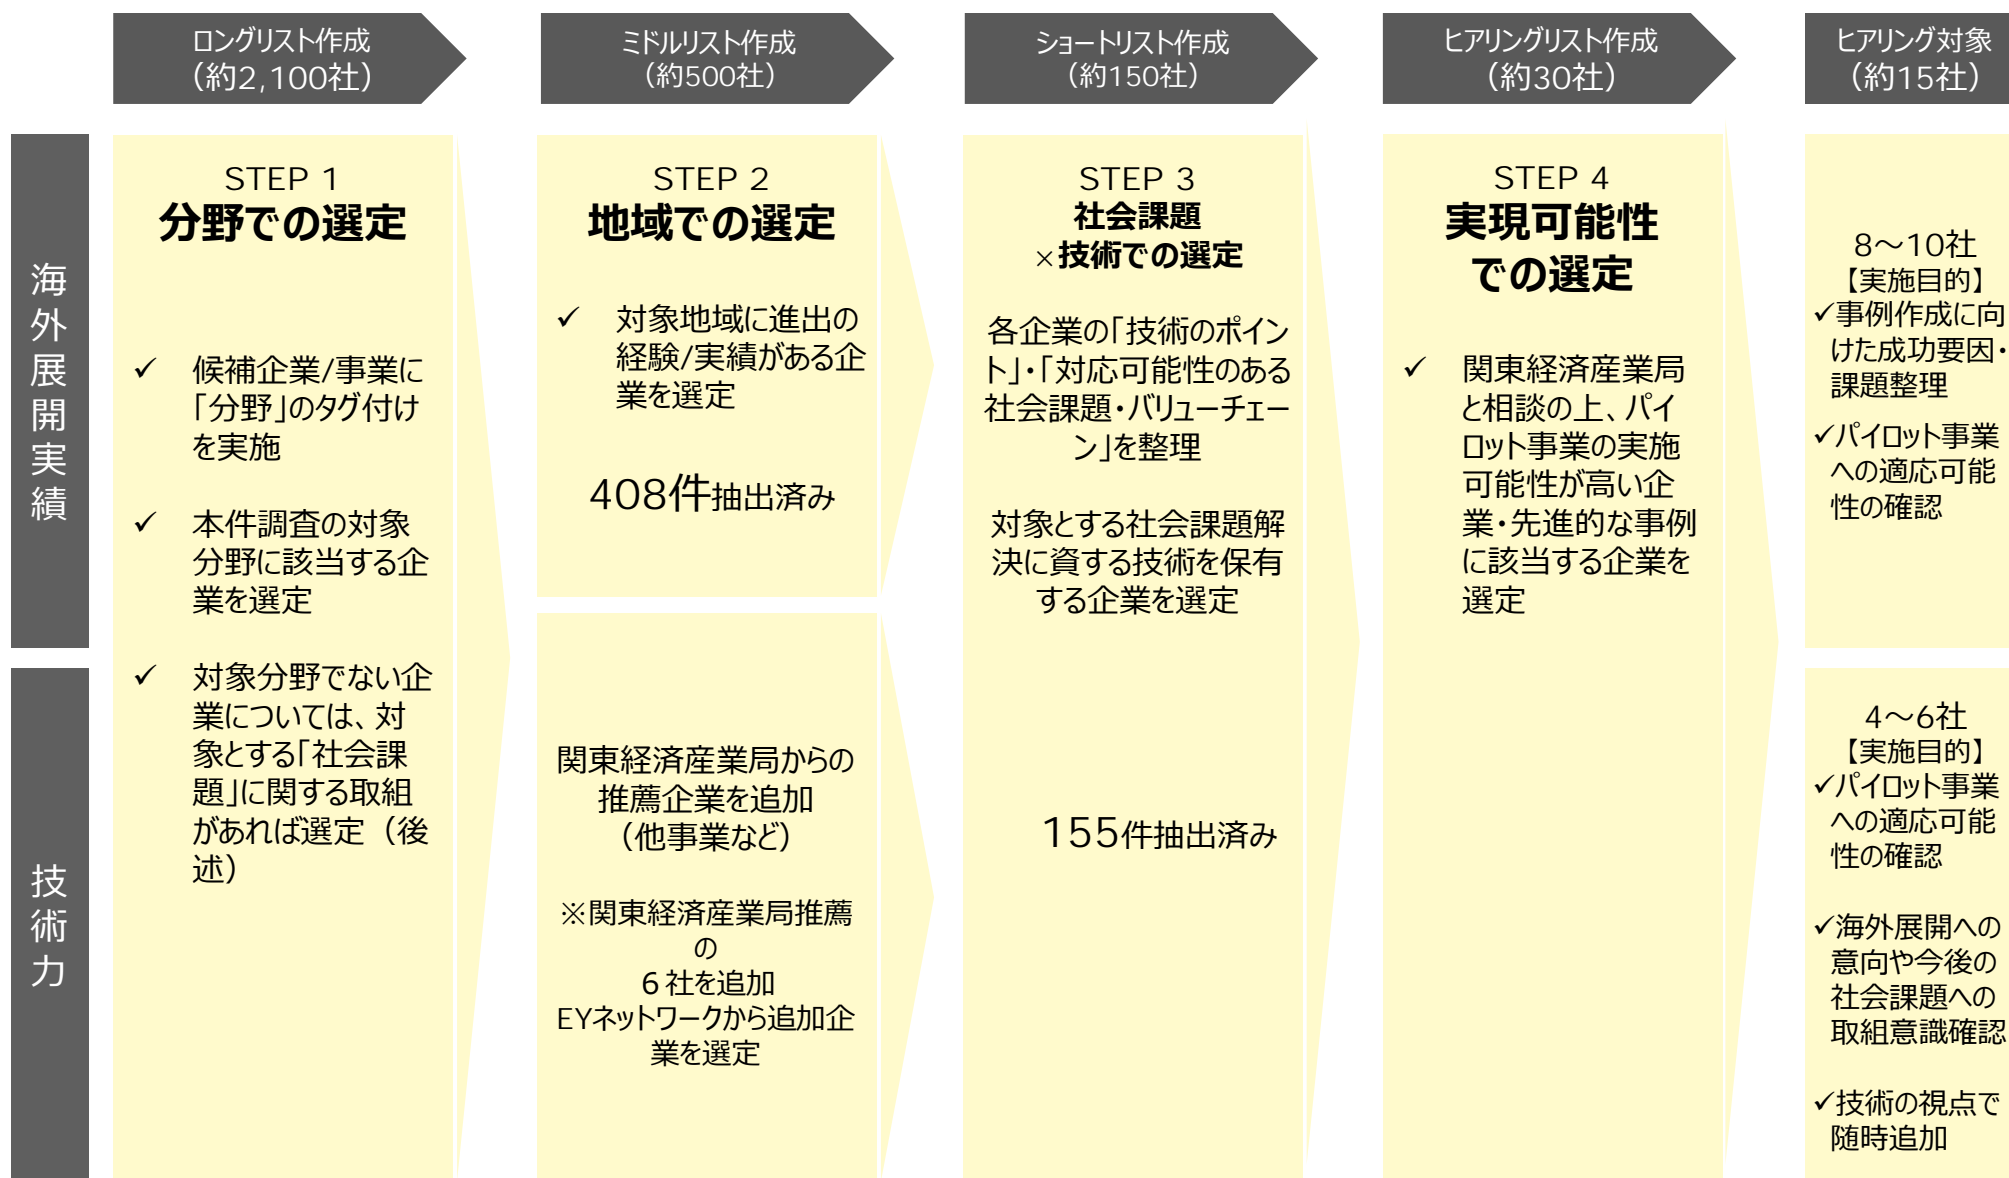 ロングリスト作成
（約2,100社）
ミドルリスト作成
（約500社）
ショートリスト作成
（約150社）
ヒアリングリスト作成
（約30社）
ヒアリング対象
（約15社）
海外展開実績
技術力
STEP 1
分野での選定
✓ 候補企業/事業に
「分野」のタグ付け
を実施
✓ 本件調査の対象
分野に該当する企
業を選定
✓ 対象分野でない企
業については、対
象とする「社会課
題」に関する取組
があれば選定（後
述）
STEP 2
地域での選定
✓ 対象地域に進出の
経験/実績がある企
業を選定
408件抽出済み
関東経済産業局からの
推薦企業を追加
（他事業など）
※関東経済産業局推薦
の
６社を追加
EYネットワークから追加企
業を選定
STEP 3
社会課題
×技術での選定
各企業の「技術のポイン
ト」・「対応可能性のある
社会課題・バリューチェー
ン」を整理
対象とする社会課題解
決に資する技術を保有
する企業を選定
155件抽出済み
STEP 4
実現可能性
での選定
✓ 関東経済産業局
と相談の上、パイ
ロット事業の実施
可能性が高い企
業・先進的な事例
に該当する企業を
選定
8～10社
【実施目的】
✓事例作成に向
けた成功要因・
課題整理
✓パイロット事業
への適応可能
性の確認
4～6社
【実施目的】
✓パイロット事業
への適応可能
性の確認
✓海外展開への
意向や今後の
社会課題への
取組意識確認
✓技術の視点で
随時追加